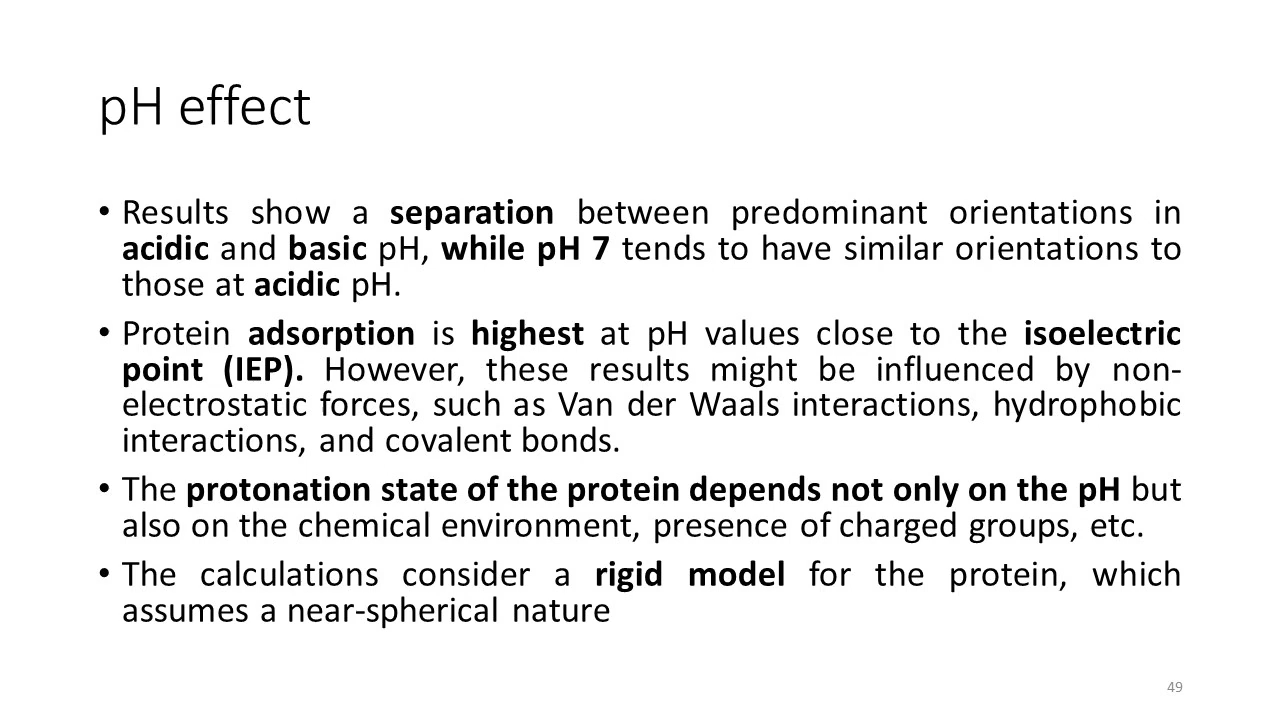 pH effect
• Results show a separation between predominant orientations in
acidic and basic pH, while pH 7 tends to have similar orientations to
those at acidic pH.
• Protein adsorption is highest at pH values close to the isoelectric
point (IEP). However, these results might be influenced by non-
electrostatic forces, such as Van der Waals interactions, hydrophobic
interactions, and covalent bonds.
• The protonation state of the protein depends not only on the pH but
also on the chemical environment, presence of charged groups, etc.
• The calculations consider a rigid model for the protein, which
assumes a near-spherical nature
49